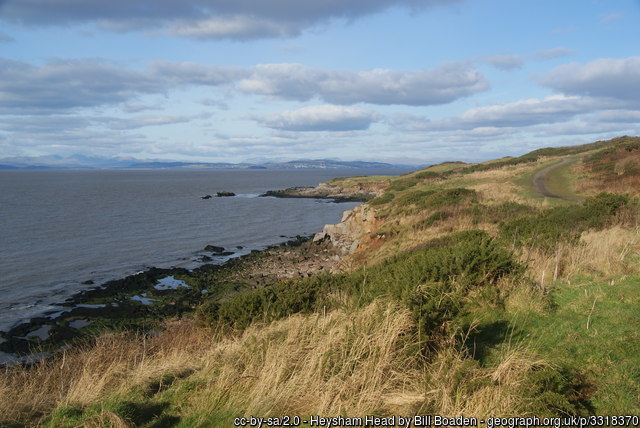 cc-by-sa/2.0 - Heysham Head by Bill Boaden - geograph.org.uk/p/3318370